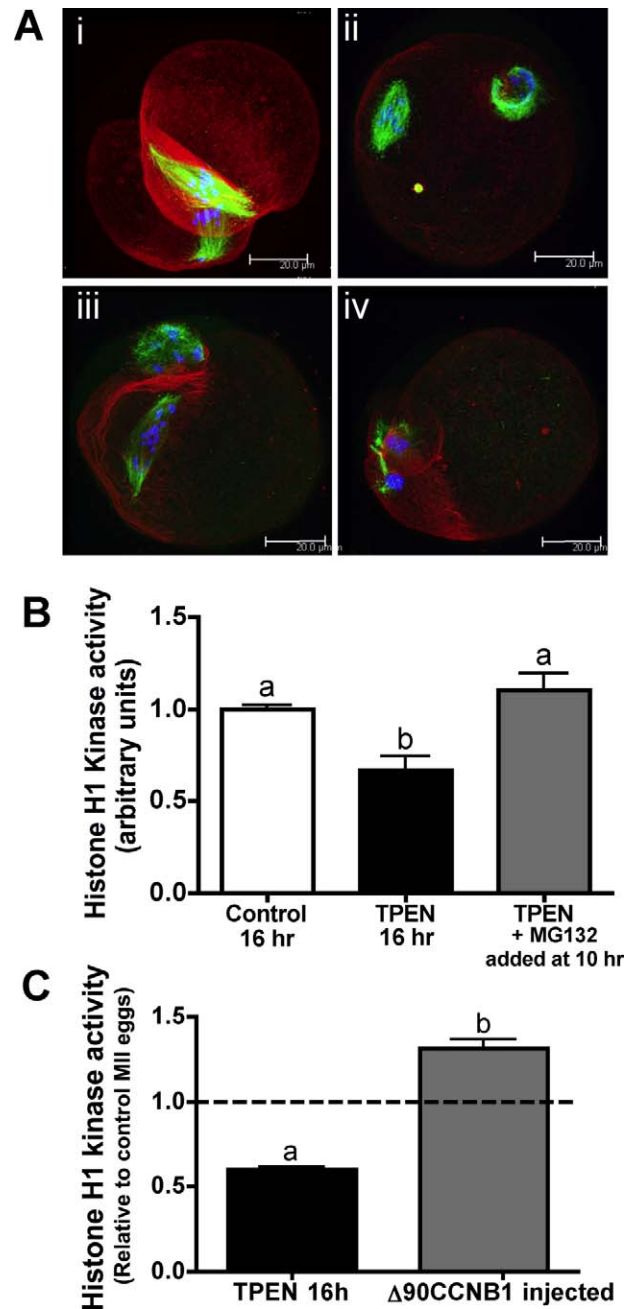 A
i
ii
20.0 µm
20.0 µm
iii
iv
20.0 µm
20.0 µm
B
Histone H1 Kinase activity
(arbitrary units)
1.5
1.0
0.5
0.0
a
b
a
Control
16 hr
TPEN
16 hr
TPEN
+ MG132
added at 10 hr
C
Histone H1 kinase activity
(Relative to control MII eggs)
1.5
1.0
0.5
0.0
a
b
TPEN 16h
Δ90CCNB1 injected